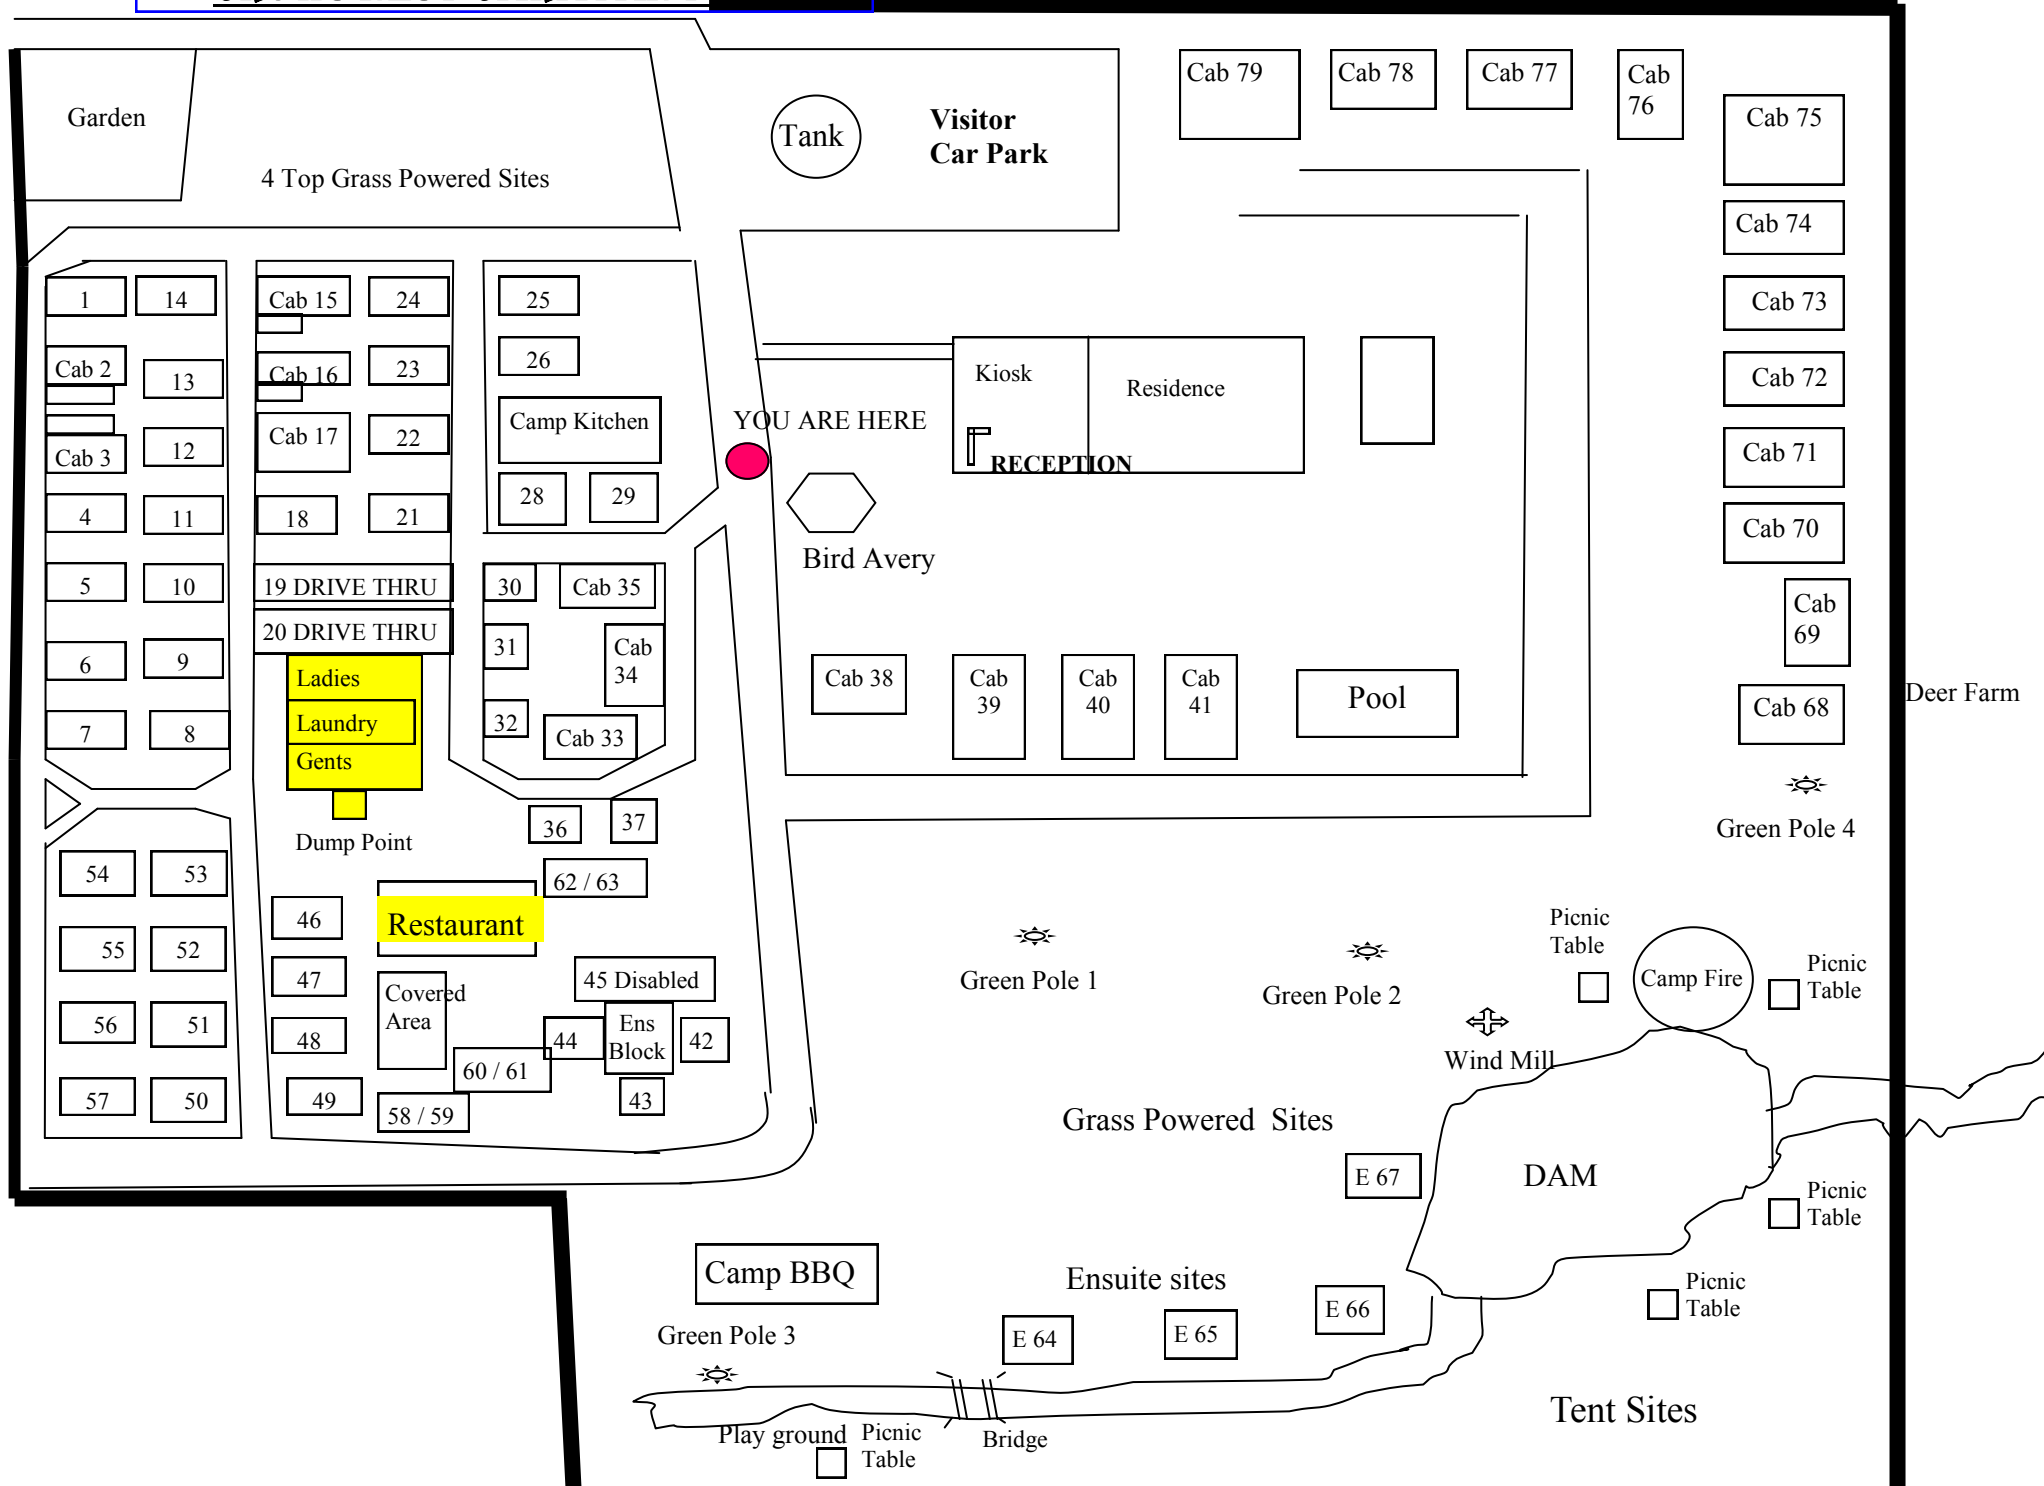 Garden
4 Top Grass Powered Sites
Tank
Visitor
Car Park
Cab 79
Cab 78
Cab 77
Cab
76
Cab 75
Cab 74
Cab 73
Cab 72
Cab 71
Cab 70
Cab
69
Cab 68
Deer Farm
1
14
Cab 2
13
Cab 3
12
4
11
5
10
6
9
7
8
Cab 15
24
Cab 16
23
Cab 17
22
18
21
19 DRIVE THRU
20 DRIVE THRU
Ladies
Laundry
Gents
Dump Point
25
26
Camp Kitchen
28
29
30
Cab 35
31
Cab
34
32
Cab 33
YOU ARE HERE
Kiosk
Residence
RECEPTION
Bird Avery
Cab 38
Cab
39
Cab
40
Cab
41
Pool
Green Pole 4
36
37
62 / 63
54
53
55
52
56
51
57
50
46
Restaurant
47
48
49
Covered
Area
45 Disabled
44
Ens
Block
42
43
60 / 61
58 / 59
Green Pole 1
Green Pole 2
Picnic
Table
Camp Fire
Picnic
Table
Wind Mill
Grass Powered  Sites
E 67
DAM
Picnic
Table
Camp BBQ
Ensuite sites
E 66
Picnic
Table
Green Pole 3
E 64
E 65
Tent Sites
Play ground
Picnic
Table
Bridge